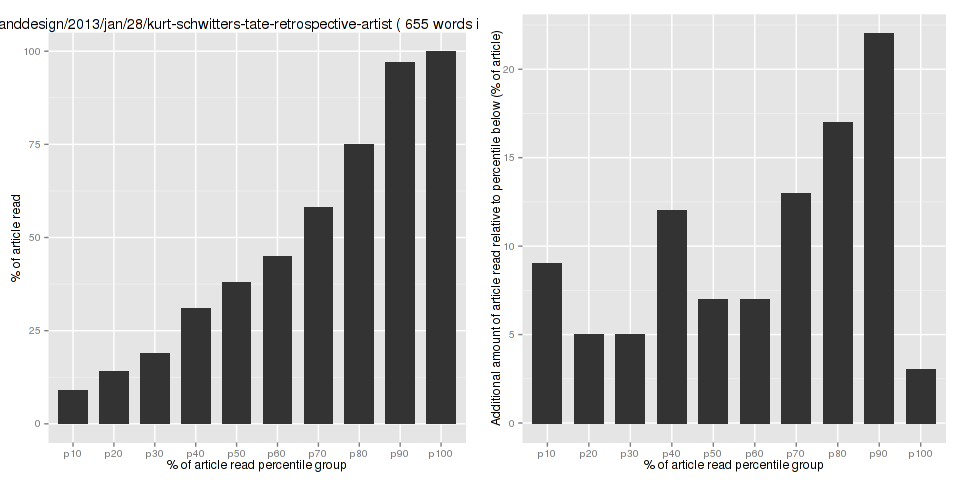 anddesign/2013/jan/28/kurt-schwitters-tate-retrospective-artist ( 655 words i
% of article read
100
75
50
25
0
p10 p20 p30 p40 p50 p60 p70 p80 p90 p100
% of article read percentile group
Additional amount of article read relative to percentile below (% of article)
20
15
10
5
0
p10 p20 p30 p40 p50 p60 p70 p80 p90 p100
% of article read percentile group